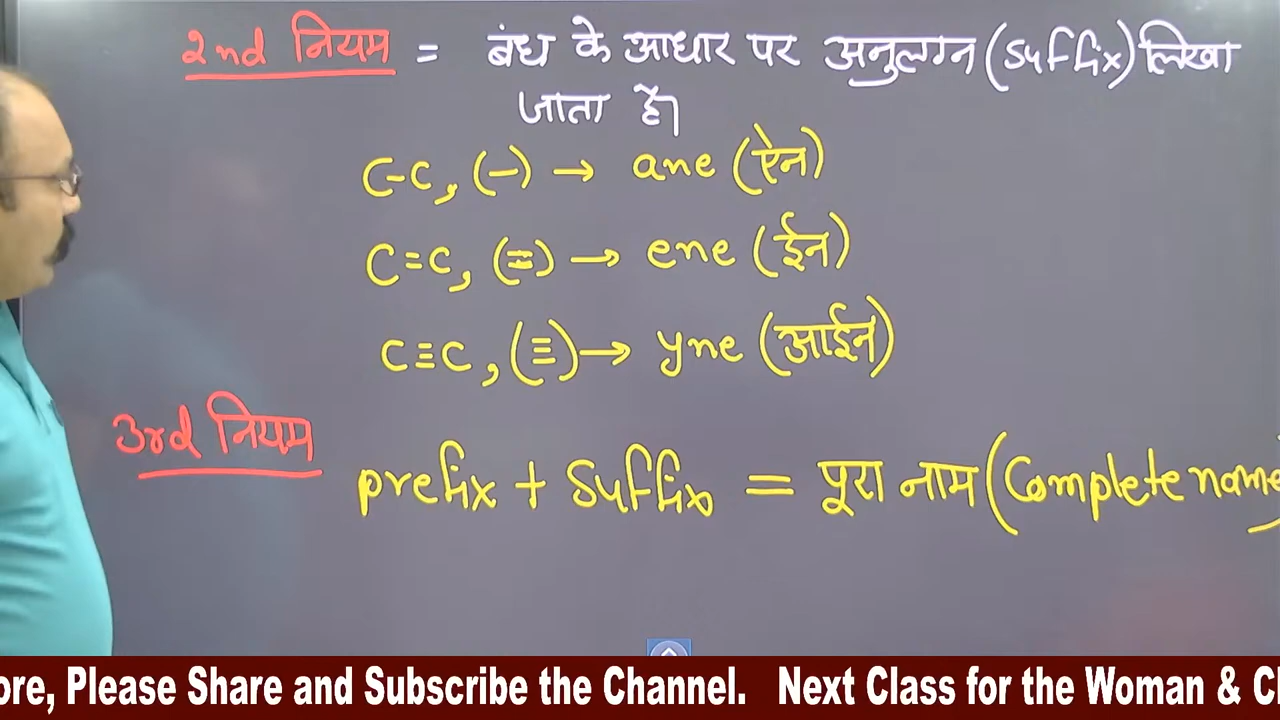 2nd नियम = बंध के आधार पर अनुलग्न (Suffix) लिखा
जाता है।
C-C, (-) → ane (ऐन)
C=C, (=) → ene (ईन)
C≡C, (≡) → yne (आईन)
3rd नियम
prefix + Suffix = पूरा नाम (Complete name)
ore, Please Share and Subscribe the Channel. Next Class for the Woman & C